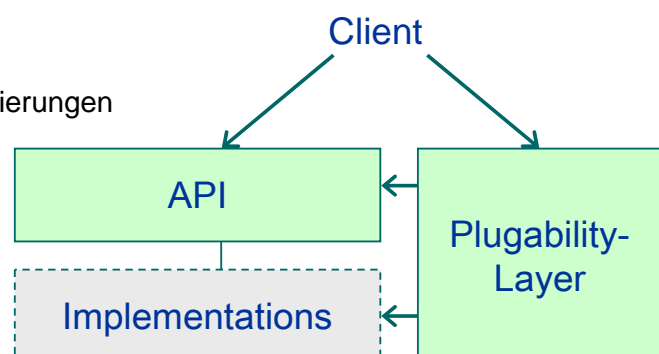 Client
ierungen
API
Plugability-
Layer
Implementations